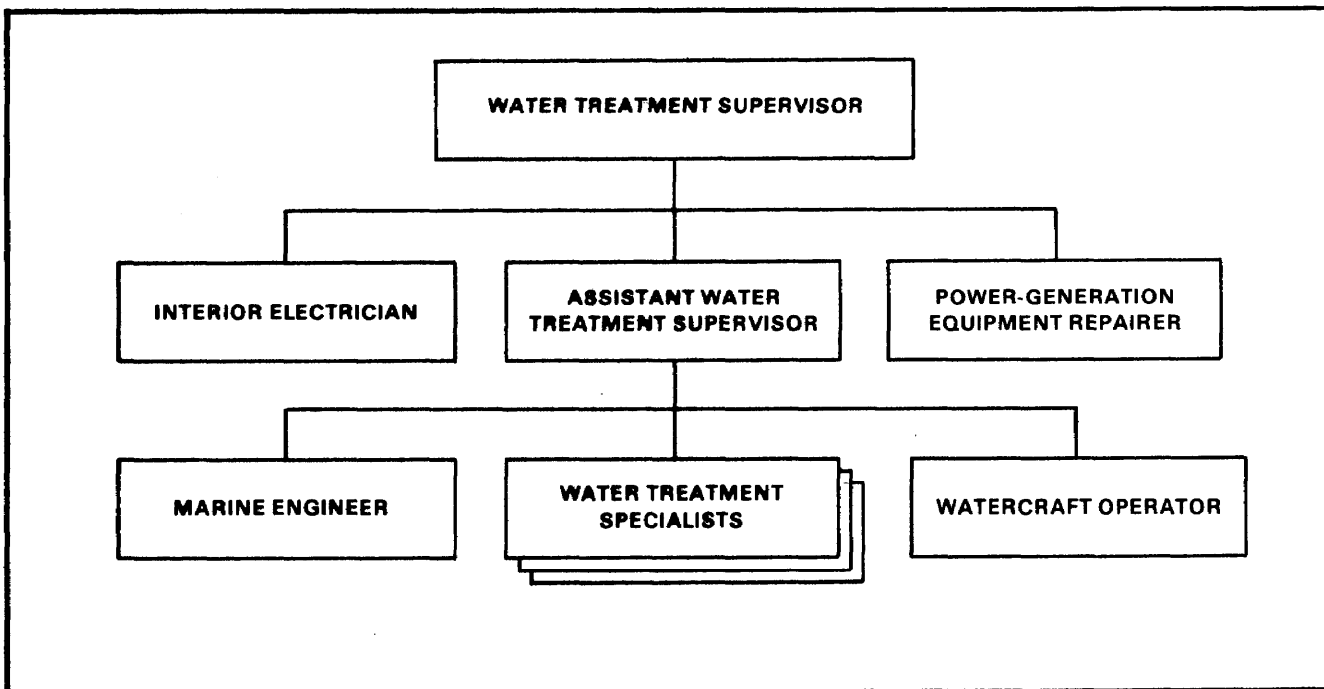 WATER TREATMENT SUPERVISOR
INTERIOR ELECTRICIAN
ASSISTANT WATER
TREATMENT SUPERVISOR
POWER-GENERATION
EQUIPMENT REPAIRER
MARINE ENGINEER
WATER TREATMENT
SPECIALISTS
WATERCRAFT OPERATOR